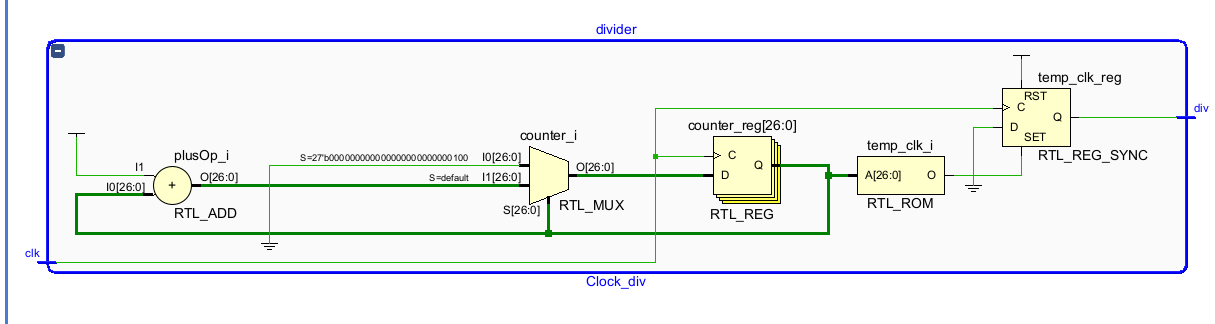 divider
temp_clk_reg
RST
C
D
Q
SET
RTL_REG_SYNC
div
counter_reg[26:0]
C
D
Q
RTL_REG
temp_clk_i
A[26:0]
O
RTL_ROM
counter_i
S=27'b000000000000000000000000100
I0[26:0]
S=default
I1[26:0]
O[26:0]
S[26:0]
RTL_MUX
plusOp_i
I1
I0[26:0]
+
O[26:0]
RTL_ADD
clk
Clock_div